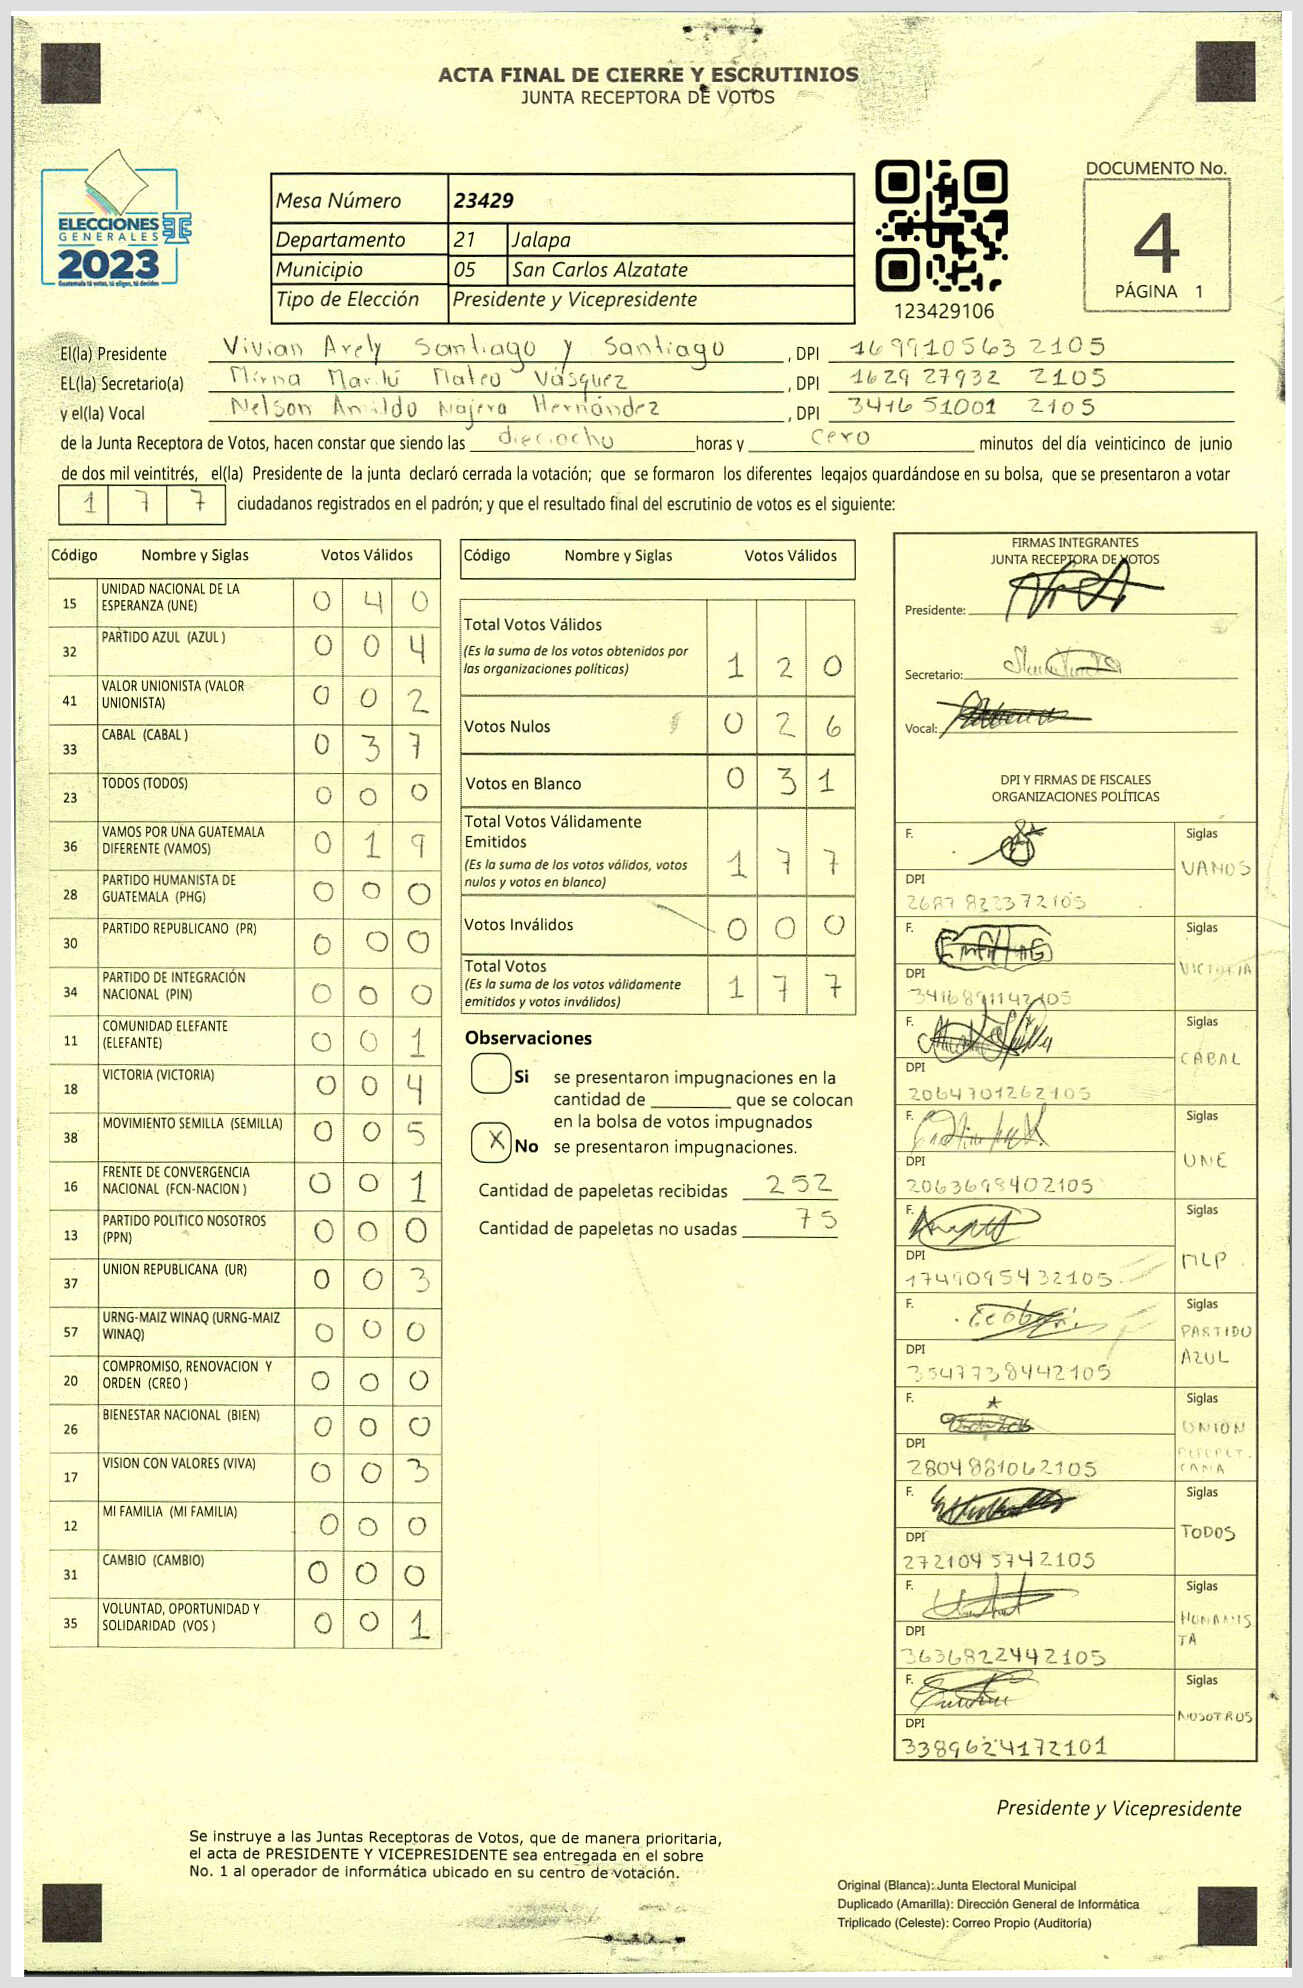 ACTA FINAL DE CIERRE Y ESCRUTINIOS
JUNTA RECEPTORA DE VOTOS
ELECCIONES
GENERALES
2023
Guatemala tú votas, tú eliges, tú decides
Mesa Número 23429
Departamento 21 Jalapa
Municipio 05 San Carlos Alzatate
Tipo de Elección Presidente y Vicepresidente
123429106
DOCUMENTO No.
4
PÁGINA 1
El(la) Presidente Vivian Arely Santiago y Santiago, DPI 169910563 2105
EL(la) Secretario(a) Mirna Marilú Mateo Vásquez, DPI 1629 27932 2105
y el(la) Vocal Nelson Arnildo Najera Hernández, DPI 3416 51001 2105
de la Junta Receptora de Votos, hacen constar que siendo las dieciocho horas y cero minutos del día veinticinco de junio
de dos mil veintitrés, el(la) Presidente de la junta declaró cerrada la votación; que se formaron los diferentes legajos guardándose en su bolsa, que se presentaron a votar
1 7 7 ciudadanos registrados en el padrón; y que el resultado final del escrutinio de votos es el siguiente:
Código Nombre y Siglas Votos Válidos
15 UNIDAD NACIONAL DE LA ESPERANZA (UNE) 0 4 0
32 PARTIDO AZUL (AZUL ) 0 0 4
41 VALOR UNIONISTA (VALOR UNIONISTA) 0 0 2
33 CABAL (CABAL ) 0 3 7
23 TODOS (TODOS) 0 0 0
36 VAMOS POR UNA GUATEMALA DIFERENTE (VAMOS) 0 1 9
28 PARTIDO HUMANISTA DE GUATEMALA (PHG) 0 0 0
30 PARTIDO REPUBLICANO (PR) 0 0 0
34 PARTIDO DE INTEGRACIÓN NACIONAL (PIN) 0 0 0
11 COMUNIDAD ELEFANTE (ELEFANTE) 0 0 1
18 VICTORIA (VICTORIA) 0 0 4
38 MOVIMIENTO SEMILLA (SEMILLA) 0 0 5
16 FRENTE DE CONVERGENCIA NACIONAL (FCN-NACION ) 0 0 1
13 PARTIDO POLITICO NOSOTROS (PPN) 0 0 0
37 UNION REPUBLICANA (UR) 0 0 3
57 URNG-MAIZ WINAQ (URNG-MAIZ WINAQ) 0 0 0
20 COMPROMISO, RENOVACION Y ORDEN (CREO ) 0 0 0
26 BIENESTAR NACIONAL (BIEN) 0 0 0
17 VISION CON VALORES (VIVA) 0 0 3
12 MI FAMILIA (MI FAMILIA) 0 0 0
31 CAMBIO (CAMBIO) 0 0 0
35 VOLUNTAD, OPORTUNIDAD Y SOLIDARIDAD (VOS ) 0 0 1
Código Nombre y Siglas Votos Válidos
Total Votos Válidos
(Es la suma de los votos obtenidos por
las organizaciones políticas) 1 2 0
Votos Nulos 0 2 6
Votos en Blanco 0 3 1
Total Votos Válidamente
Emitidos
(Es la suma de los votos válidos, votos
nulos y votos en blanco) 1 7 7
Votos Inválidos 0 0 0
Total Votos
(Es la suma de los votos válidamente
emitidos y votos inválidos) 1 7 7
Observaciones
Si se presentaron impugnaciones en la
cantidad de ________ que se colocan
en la bolsa de votos impugnados
X No se presentaron impugnaciones.
Cantidad de papeletas recibidas 252
Cantidad de papeletas no usadas 75
FIRMAS INTEGRANTES
JUNTA RECEPTORA DE VOTOS
Presidente:
Secretario:
Vocal:
DPI Y FIRMAS DE FISCALES
ORGANIZACIONES POLÍTICAS
F. Siglas
VAMOS
DPI
2687 822372105
F. Siglas
VICTORIA
DPI
3416891142105
F. Siglas
CABAL
DPI
2064701262105
F. Siglas
UNE
DPI
2063698402105
F. Siglas
MLP
DPI
1749095432105
F. Siglas
PARTIDO
AZUL
DPI
3547738442105
F. Siglas
UNION
DPI
2804881062105
F. Siglas
TODOS
DPI
272104 5742105
F. Siglas
HUMANIS
TA
DPI
3636822442105
F. Siglas
NOSOTROS
DPI
3389624172101
Presidente y Vicepresidente
Se instruye a las Juntas Receptoras de Votos, que de manera prioritaria,
el acta de PRESIDENTE Y VICEPRESIDENTE sea entregada en el sobre
No. 1 al operador de informática ubicado en su centro de votación.
Original (Blanca): Junta Electoral Municipal
Duplicado (Amarilla): Dirección General de Informática
Triplicado (Celeste): Correo Propio (Auditoría)